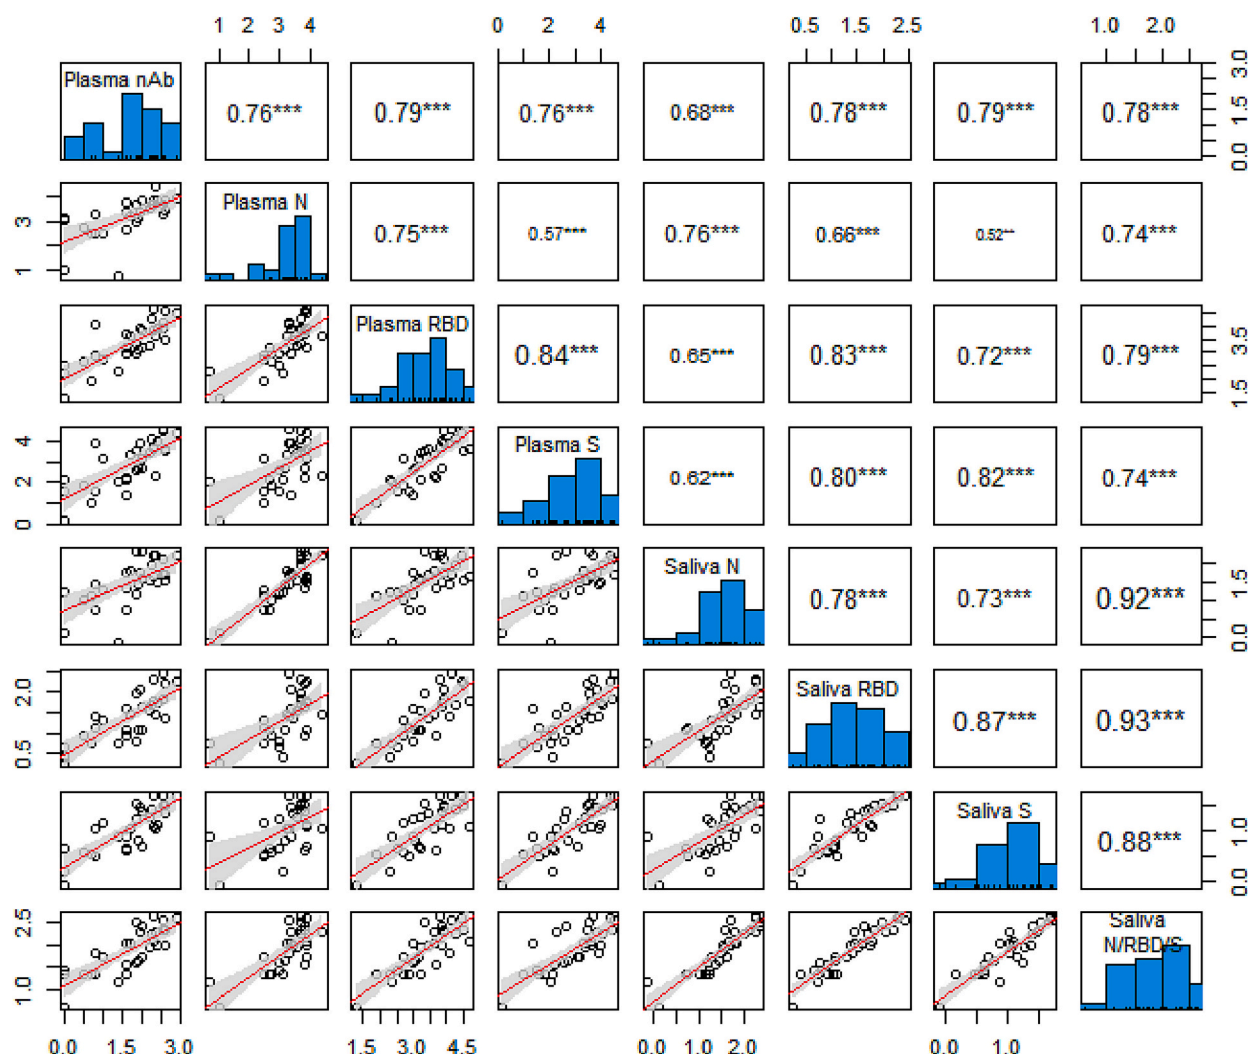 1 2 3 4 0 2 4 0.5 1.5 2.5 1.0 2.0
Plasma nAb 0.76*** 0.79*** 0.76*** 0.68*** 0.78*** 0.79*** 0.78*** 0.0 1.5 3.0
1 3 Plasma N 0.75*** 0.57*** 0.76*** 0.66*** 0.52** 0.74***
Plasma RBD 0.84*** 0.65*** 0.83*** 0.72*** 0.79*** 1.5 3.5
0 2 4 Plasma S 0.62*** 0.80*** 0.82*** 0.74***
Saliva N 0.78*** 0.73*** 0.92*** 0.0 1.5
0.5 2.0 Saliva RBD 0.87*** 0.93***
Saliva S 0.88*** 0.0 1.0
1.0 2.5 Saliva
N/RBD/S
0.0 1.5 3.0 1.5 3.0 4.5 0.0 1.0 2.0 0.0 1.0